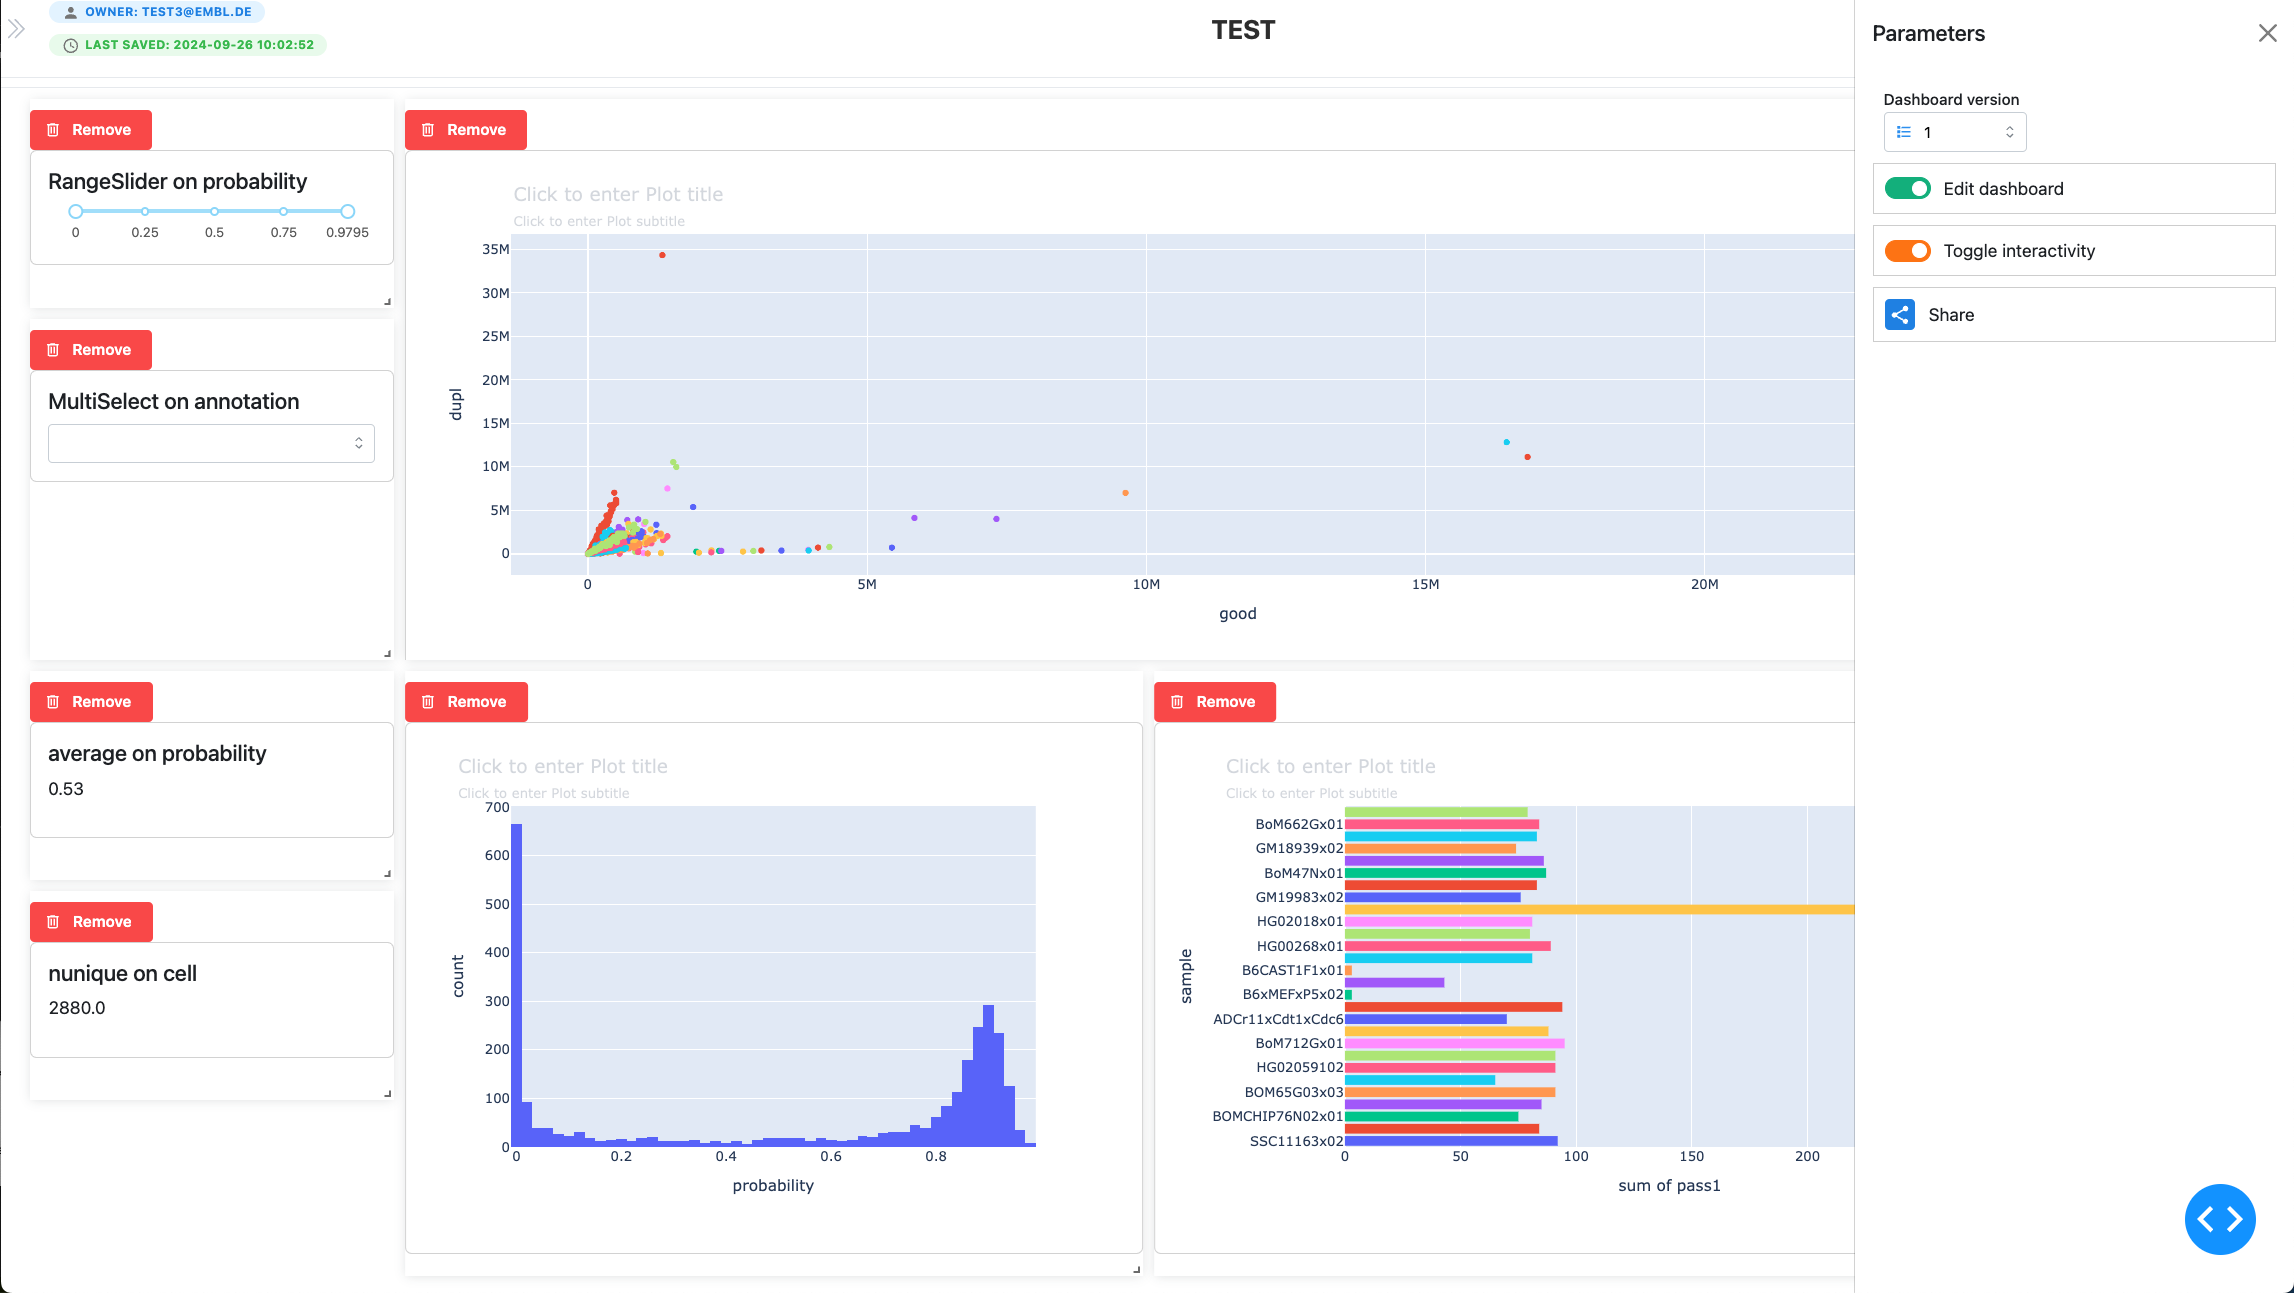 OWNER: TEST3@EMBL.DE
LAST SAVED: 2024-09-26 10:02:52
TEST
Remove
RangeSlider on probability
0 0.25 0.5 0.75 0.9795
Remove
MultiSelect on annotation
Remove
average on probability
0.53
Remove
nunique on cell
2880.0
Remove
Click to enter Plot title
Click to enter Plot subtitle
35M
30M
25M
20M
15M
10M
5M
0
dupl
0 5M 10M 15M 20M
good
Remove
Click to enter Plot title
Click to enter Plot subtitle
700
600
500
400
300
200
100
0
count
0 0.2 0.4 0.6 0.8
probability
Remove
Click to enter Plot title
Click to enter Plot subtitle
BoM662Gx01
GM18939x02
BoM47Nx01
GM19983x02
HG02018x01
HG00268x01
B6CAST1F1x01
B6xMEFxP5x02
ADCr11xCdt1xCdc6
BoM712Gx01
HG02059102
BOM65G03x03
BOMCHIP76N02x01
SSC11163x02
sample
0 50 100 150 200
sum of pass1
Parameters
Dashboard version
1
Edit dashboard
Toggle interactivity
Share